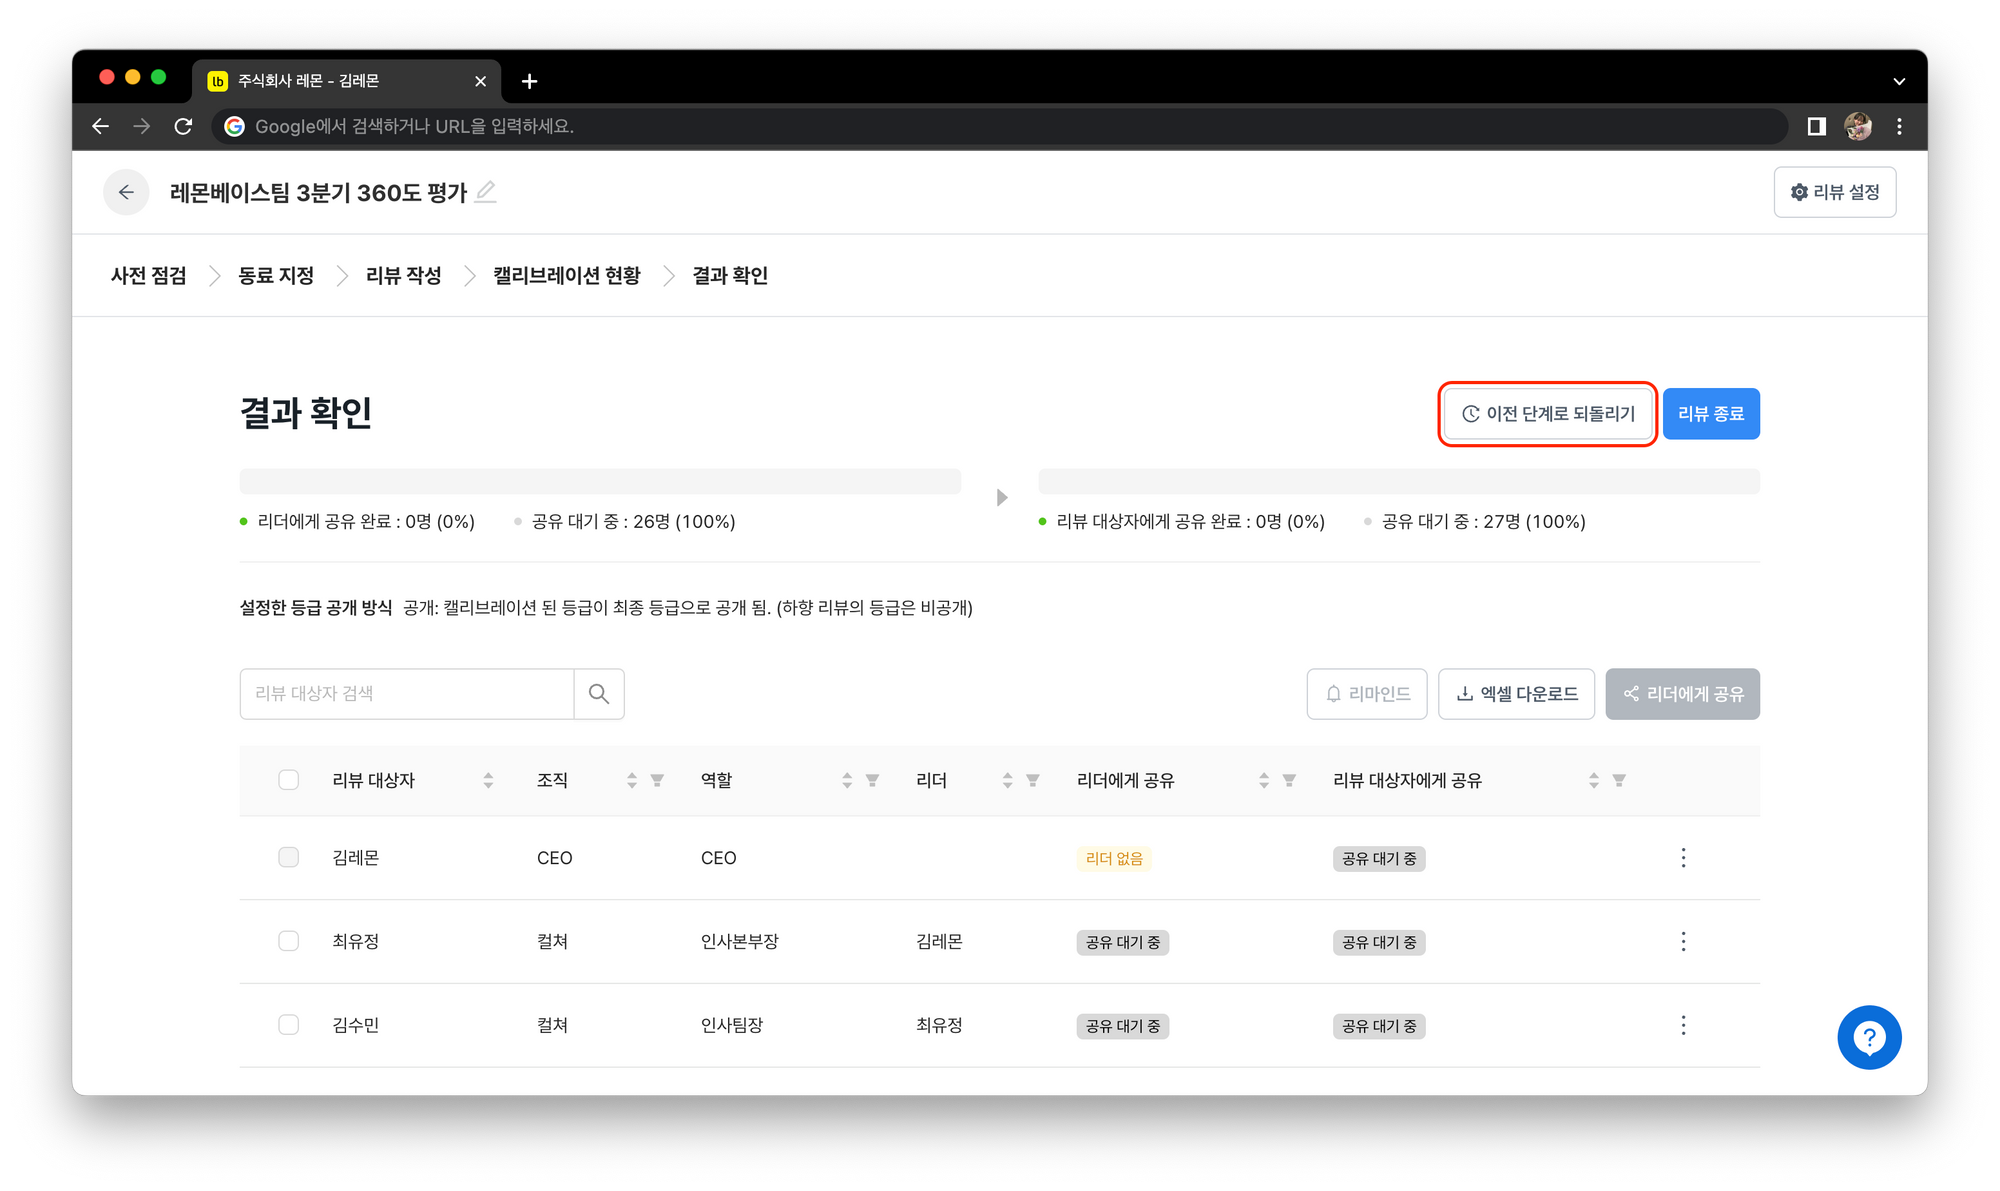 lb 주식회사 레몬 - 김레몬
Google에서 검색하거나 URL을 입력하세요.
레몬베이스팀 3분기 360도 평가
리뷰 설정
사전 점검 동료 지정 리뷰 작성 캘리브레이션 현황 결과 확인
결과 확인
이전 단계로 되돌리기 리뷰 종료
리더에게 공유 완료 : 0명 (0%) 공유 대기 중 : 26명 (100%) 리뷰 대상자에게 공유 완료 : 0명 (0%) 공유 대기 중 : 27명 (100%)
설정한 등급 공개 방식 공개: 캘리브레이션 된 등급이 최종 등급으로 공개 됨. (하향 리뷰의 등급은 비공개)
리뷰 대상자 검색 리마인드 엑셀 다운로드 리더에게 공유
리뷰 대상자 조직 역할 리더 리더에게 공유 리뷰 대상자에게 공유
김레몬 CEO CEO 리더 없음 공유 대기 중
최유정 컬쳐 인사본부장 김레몬 공유 대기 중 공유 대기 중
김수민 컬쳐 인사팀장 최유정 공유 대기 중 공유 대기 중